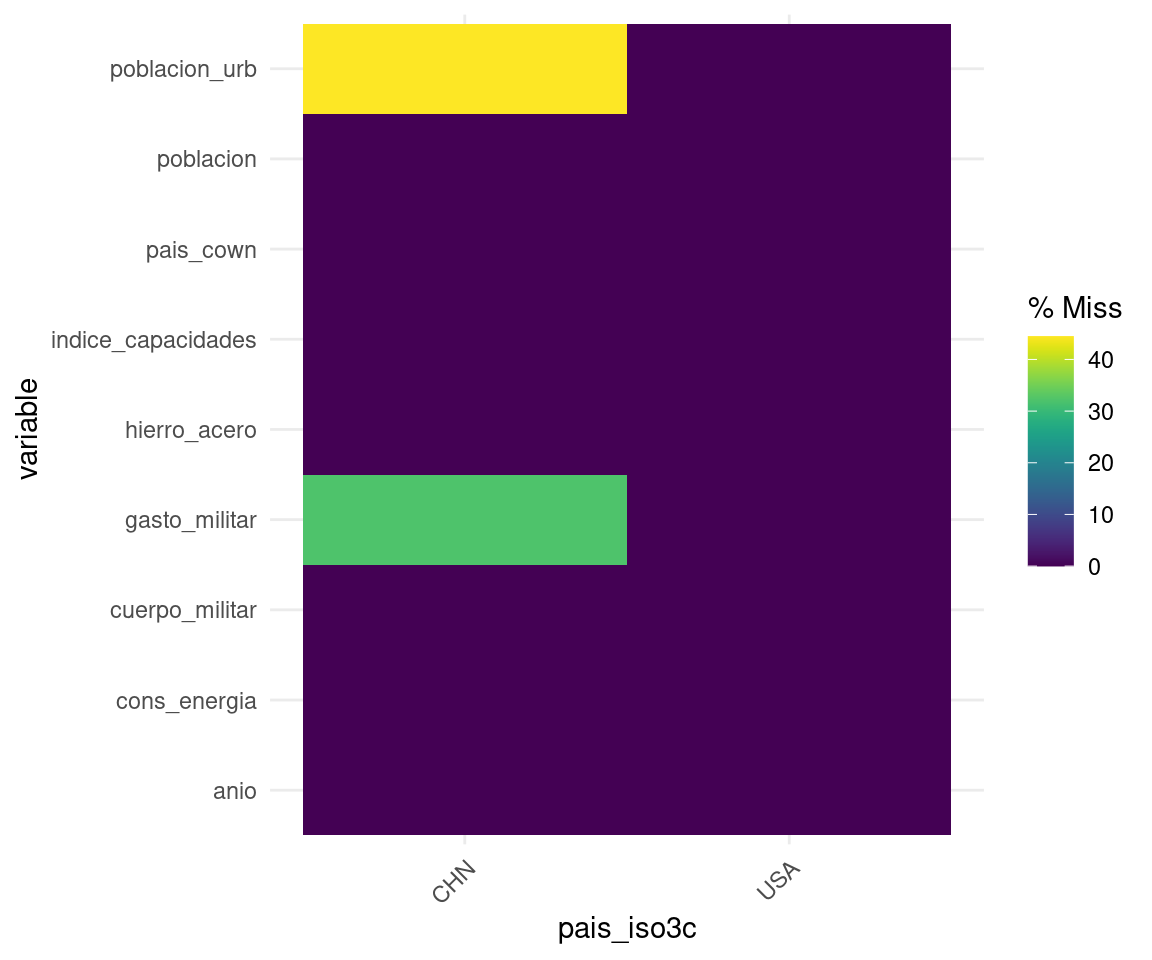 poblacion_urb
poblacion
pais_cown
indice_capacidades
hierro_acero
gasto_militar
cuerpo_militar
cons_energia
anio
variable
CHN
USA
pais_iso3c
% Miss
40
30
20
10
0